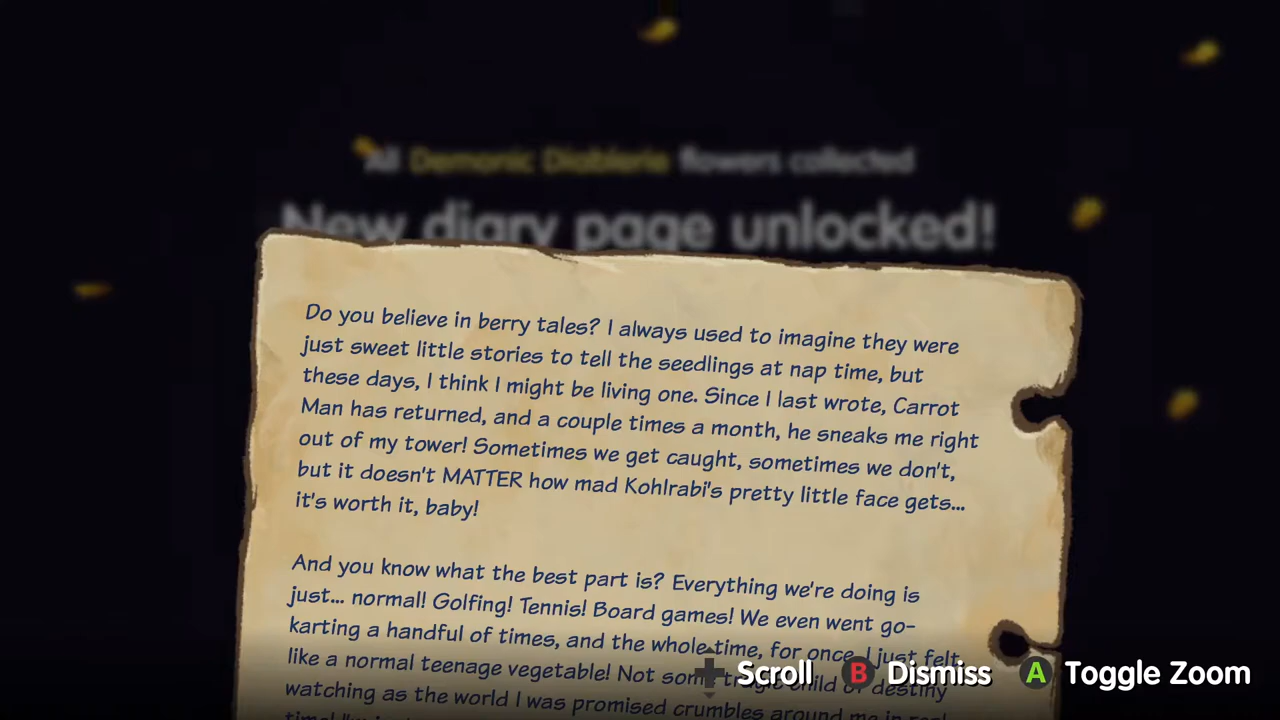 All Demonic Diablerie flowers collected
New diary page unlocked!
Do you believe in berry tales? I always used to imagine they were
just sweet little stories to tell the seedlings at nap time, but
these days, I think I might be living one. Since I last wrote, Carrot
Man has returned, and a couple times a month, he sneaks me right
out of my tower! Sometimes we get caught, sometimes we don't,
but it doesn't MATTER how mad Kohlrabi's pretty little face gets...
it's worth it, baby!
And you know what the best part is? Everything we're doing is
just... normal! Golfing! Tennis! Board games! We even went go-
karting a handful of times, and the whole time, for once, I just felt
like a normal teenage vegetable! Not some tragic child of destiny
watching as the world I was promised crumbles around me in real
Scroll
B Dismiss
A Toggle Zoom